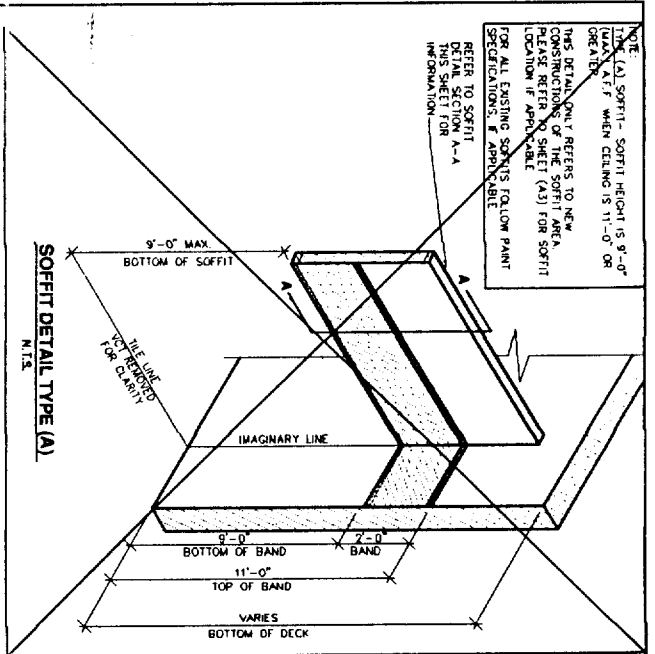 NOTE:
TYPE (A) SOFFIT- SOFFIT HEIGHT IS 9'-0"
(MAX) A.F.F WHEN CEILING IS 11'-0" OR
GREATER
THIS DETAIL ONLY REFERS TO NEW
CONSTRUCTIONS OF THE SOFFIT AREA
PLEASE REFER TO SHEET (A3) FOR SOFFIT
LOCATION IF APPLICABLE
FOR ALL EXISTING SOFFITS FOLLOW PAINT
SPECIFICATIONS, IF APPLICABLE
REFER TO SOFFIT
DETAIL SECTION A-A
THIS SHEET FOR
INFORMATION
A
A
9'-0" MAX.
BOTTOM OF SOFFIT
TILE LINE
VCT REMOVED
FOR CLARITY
IMAGINARY LINE
9'-0"
BOTTOM OF BAND
2'-0"
BAND
11'-0"
TOP OF BAND
VARIES
BOTTOM OF DECK
SOFFIT DETAIL TYPE (A)
N.T.S.